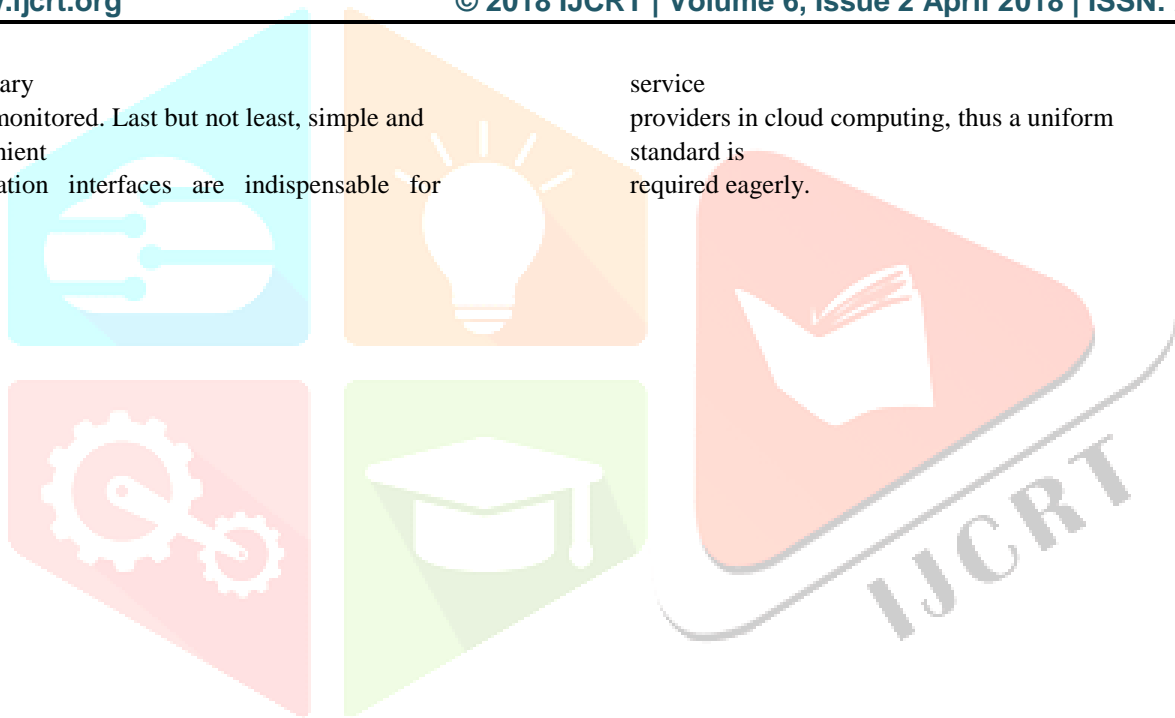 .ijcrt.org © 2018 IJCRT | Volume 6, Issue 2 April 2018 | ISSN:
ary
monitored. Last but not least, simple and
nient
ation interfaces are indispensable for
service
providers in cloud computing, thus a uniform
standard is
required eagerly.
IJCRT